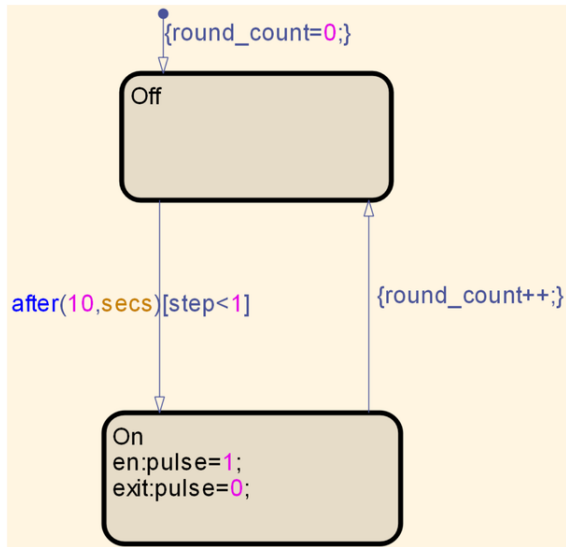 {round_count=0;}
Off
after(10,secs)[step<1]
{round_count++;}
On
en:pulse=1;
exit:pulse=0;